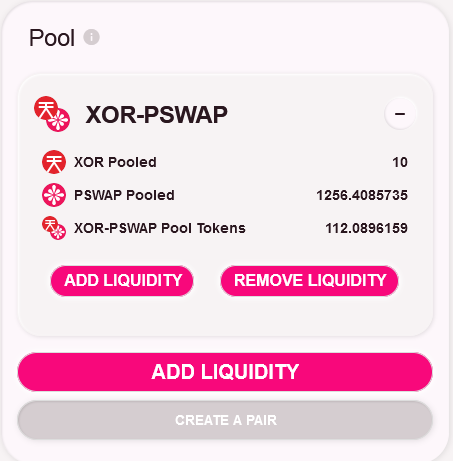 Pool
XOR-PSWAP
XOR Pooled 10
PSWAP Pooled 1256.4085735
XOR-PSWAP Pool Tokens 112.0896159
ADD LIQUIDITY REMOVE LIQUIDITY
ADD LIQUIDITY
CREATE A PAIR